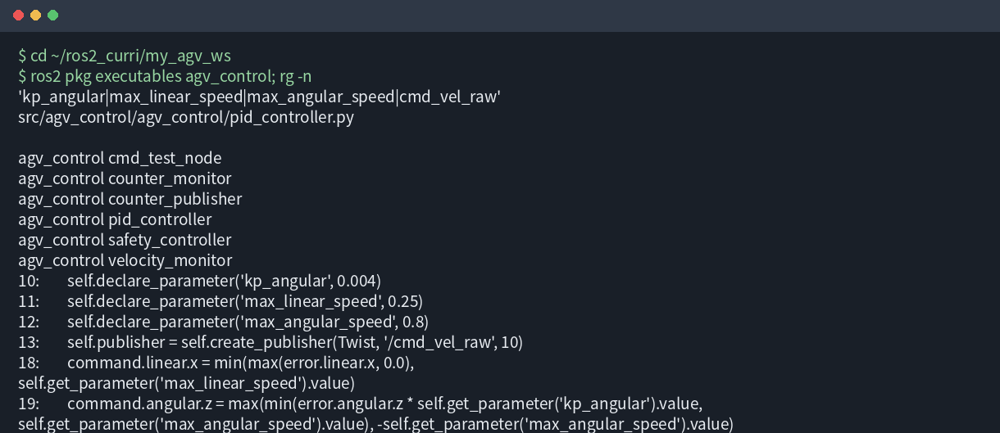 $ cd ~/ros2_curri/my_agv_ws
$ ros2 pkg executables agv_control; rg -n
'kp_angular|max_linear_speed|max_angular_speed|cmd_vel_raw'
src/agv_control/agv_control/pid_controller.py
agv_control cmd_test_node
agv_control counter_monitor
agv_control counter_publisher
agv_control pid_controller
agv_control safety_controller
agv_control velocity_monitor
10:      self.declare_parameter('kp_angular', 0.004)
11:      self.declare_parameter('max_linear_speed', 0.25)
12:      self.declare_parameter('max_angular_speed', 0.8)
13:      self.publisher = self.create_publisher(Twist, '/cmd_vel_raw', 10)
18:      command.linear.x = min(max(error.linear.x, 0.0),
self.get_parameter('max_linear_speed').value)
19:      command.angular.z = max(min(error.angular.z * self.get_parameter('kp_angular').value,
self.get_parameter('max_angular_speed').value), -self.get_parameter('max_angular_speed').value)